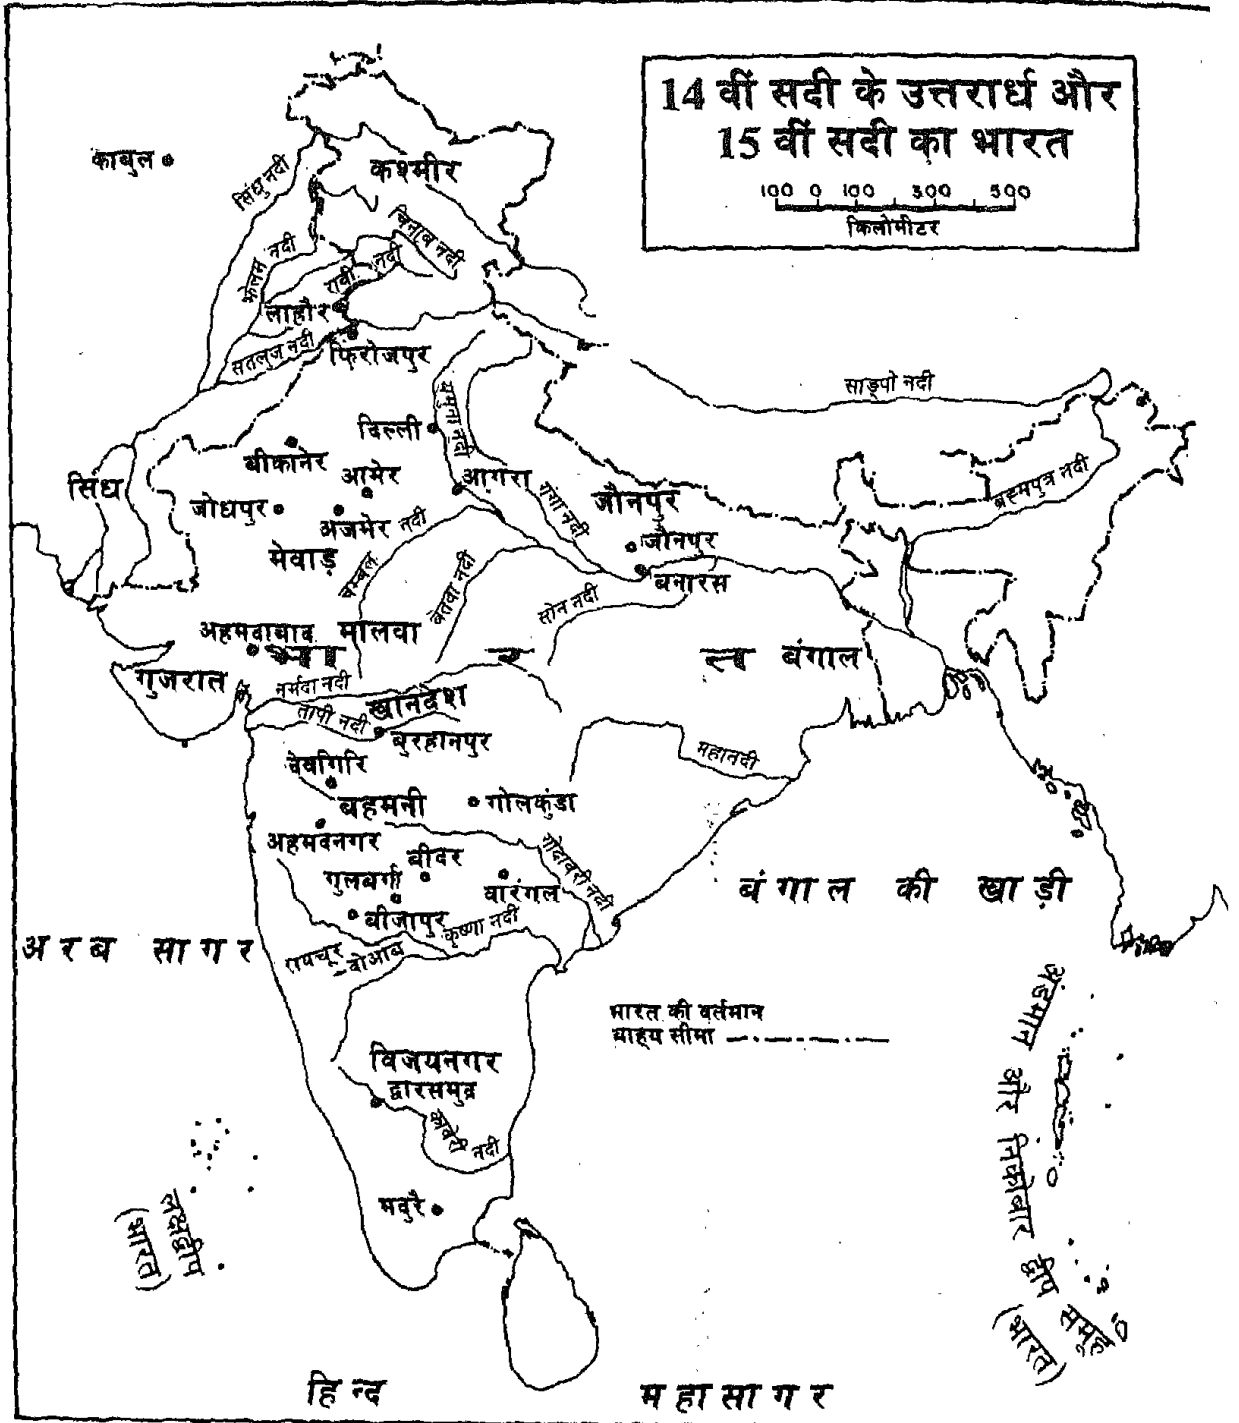 14 वीं सदी के उत्तरार्ध और
15 वीं सदी का भारत
100 0 100 300 500
किलोमीटर
काबुल
सिंधु नदी
कश्मीर
चिनाब नदी
झेलम नदी
रावी नदी
लाहौर
सतलुज नदी
फिरोजपुर
साङ्पो नदी
यमुना नदी
दिल्ली
बीकानेर
आमेर
आगरा
सिंध
जोधपुर
अजमेर
गंगा नदी
जौनपुर
ब्रह्मपुत्र नदी
मेवाड़
चम्बल नदी
जौनपुर
बनारस
बेतवा नदी
सोन नदी
अहमदाबाद
मालवा
भा र त
बंगाल
गुजरात
नर्मदा नदी
खानदेश
तापी नदी
बुरहानपुर
महानदी
देवगिरि
बहमनी
गोलकुंडा
अहमदनगर
बीदर
गोदावरी नदी
गुलबर्गा
वारंगल
बीजापुर
कृष्णा नदी
बंगाल की खाड़ी
अरब सागर
रायचूर
दोआब
भारत की वर्तमान
बाह्य सीमा
अंडमान और निकोबार द्वीप समूह
(भारत)
विजयनगर
द्वारसमुद्र
कावेरी नदी
मदुरै
लक्षद्वीप
(भारत)
हिन्द महासागर